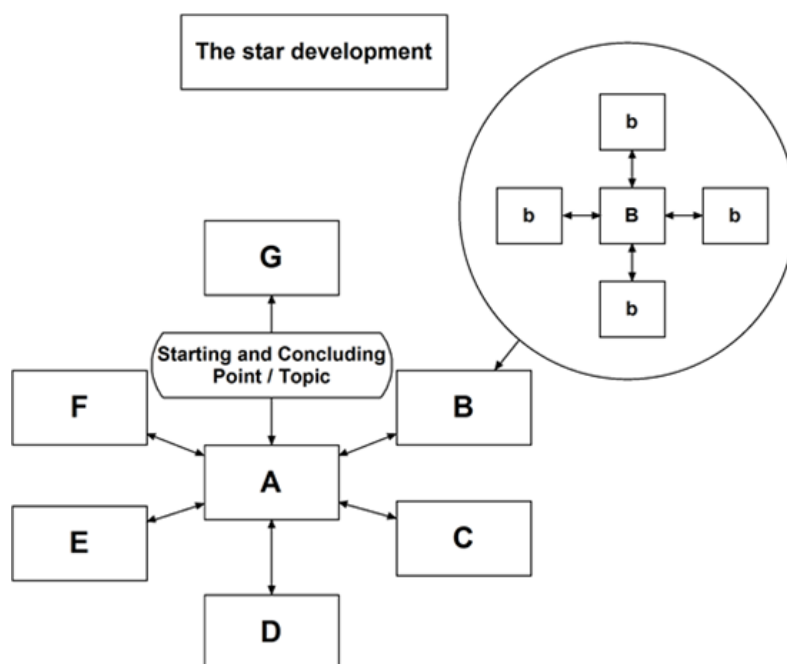 The star development
b
b
B
b
b
G
Starting and Concluding
Point / Topic
F
B
A
E
C
D